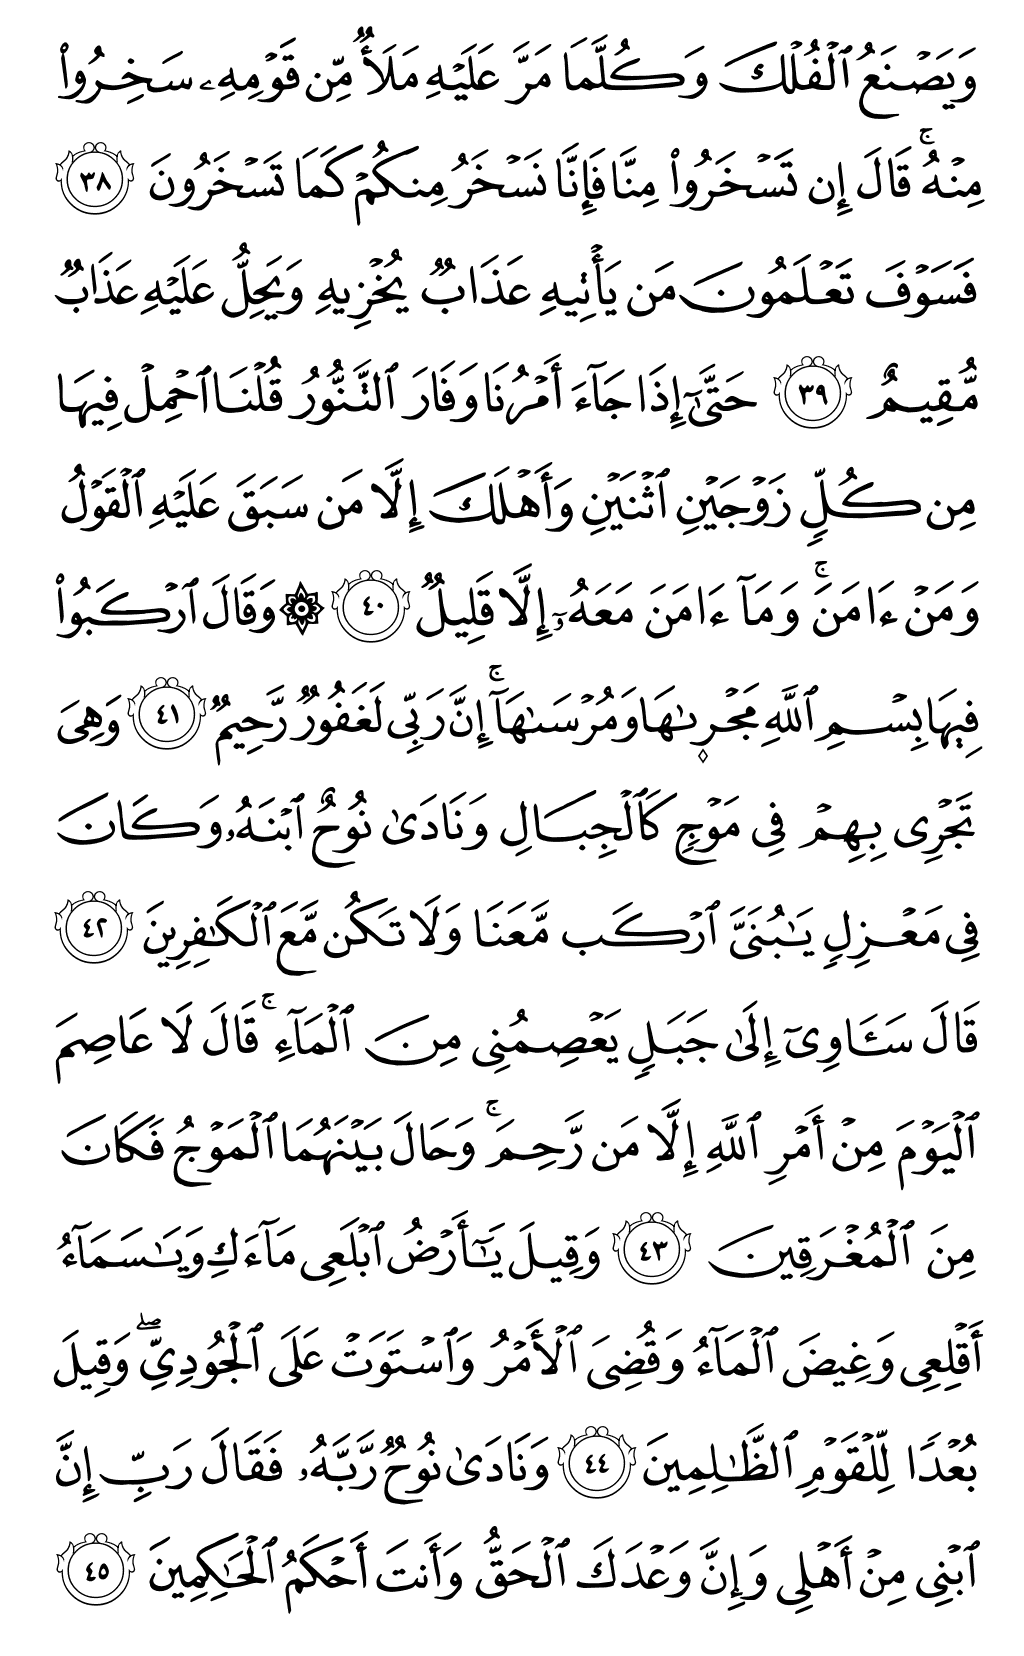 وَيَصۡنَعُ ٱلۡفُلۡكَ وَكُلَّمَا مَرَّ عَلَيۡهِ مَلَأٞ مِّن قَوۡمِهِۦ سَخِرُواْ
مِنۡهُۚ قَالَ إِن تَسۡخَرُواْ مِنَّا فَإِنَّا نَسۡخَرُ مِنكُمۡ كَمَا تَسۡخَرُونَ ٣٨
فَسَوۡفَ تَعۡلَمُونَ مَن يَأۡتِيهِ عَذَابٞ يُخۡزِيهِ وَيَحِلُّ عَلَيۡهِ عَذَابٞ
مُّقِيمٌ ٣٩ حَتَّىٰٓ إِذَا جَآءَ أَمۡرُنَا وَفَارَ ٱلتَّنُّورُ قُلۡنَا ٱحۡمِلۡ فِيهَا
مِن كُلّٖ زَوۡجَيۡنِ ٱثۡنَيۡنِ وَأَهۡلَكَ إِلَّا مَن سَبَقَ عَلَيۡهِ ٱلۡقَوۡلُ
وَمَنۡ ءَامَنَۚ وَمَآ ءَامَنَ مَعَهُۥٓ إِلَّا قَلِيلٞ ٤٠ ۞ وَقَالَ ٱرۡكَبُواْ
فِيهَا بِسۡمِ ٱللَّهِ مَجۡر۪ىٰهَا وَمُرۡسَىٰهَآۚ إِنَّ رَبِّي لَغَفُورٞ رَّحِيمٞ ٤١ وَهِيَ
تَجۡرِي بِهِمۡ فِي مَوۡجٖ كَٱلۡجِبَالِ وَنَادَىٰ نُوحٌ ٱبۡنَهُۥ وَكَانَ
فِي مَعۡزِلٖ يَٰبُنَيَّ ٱرۡكَب مَّعَنَا وَلَا تَكُن مَّعَ ٱلۡكَٰفِرِينَ ٤٢
قَالَ سَـَٔاوِيٓ إِلَىٰ جَبَلٖ يَعۡصِمُنِي مِنَ ٱلۡمَآءِۚ قَالَ لَا عَاصِمَ
ٱلۡيَوۡمَ مِنۡ أَمۡرِ ٱللَّهِ إِلَّا مَن رَّحِمَۚ وَحَالَ بَيۡنَهُمَا ٱلۡمَوۡجُ فَكَانَ
مِنَ ٱلۡمُغۡرَقِينَ ٤٣ وَقِيلَ يَٰٓأَرۡضُ ٱبۡلَعِي مَآءَكِ وَيَٰسَمَآءُ
أَقۡلِعِي وَغِيضَ ٱلۡمَآءُ وَقُضِيَ ٱلۡأَمۡرُ وَٱسۡتَوَتۡ عَلَى ٱلۡجُودِيِّۖ وَقِيلَ
بُعۡدٗا لِّلۡقَوۡمِ ٱلظَّٰلِمِينَ ٤٤ وَنَادَىٰ نُوحٞ رَّبَّهُۥ فَقَالَ رَبِّ إِنَّ
ٱبۡنِي مِنۡ أَهۡلِي وَإِنَّ وَعۡدَكَ ٱلۡحَقُّ وَأَنتَ أَحۡكَمُ ٱلۡحَٰكِمِينَ ٤٥